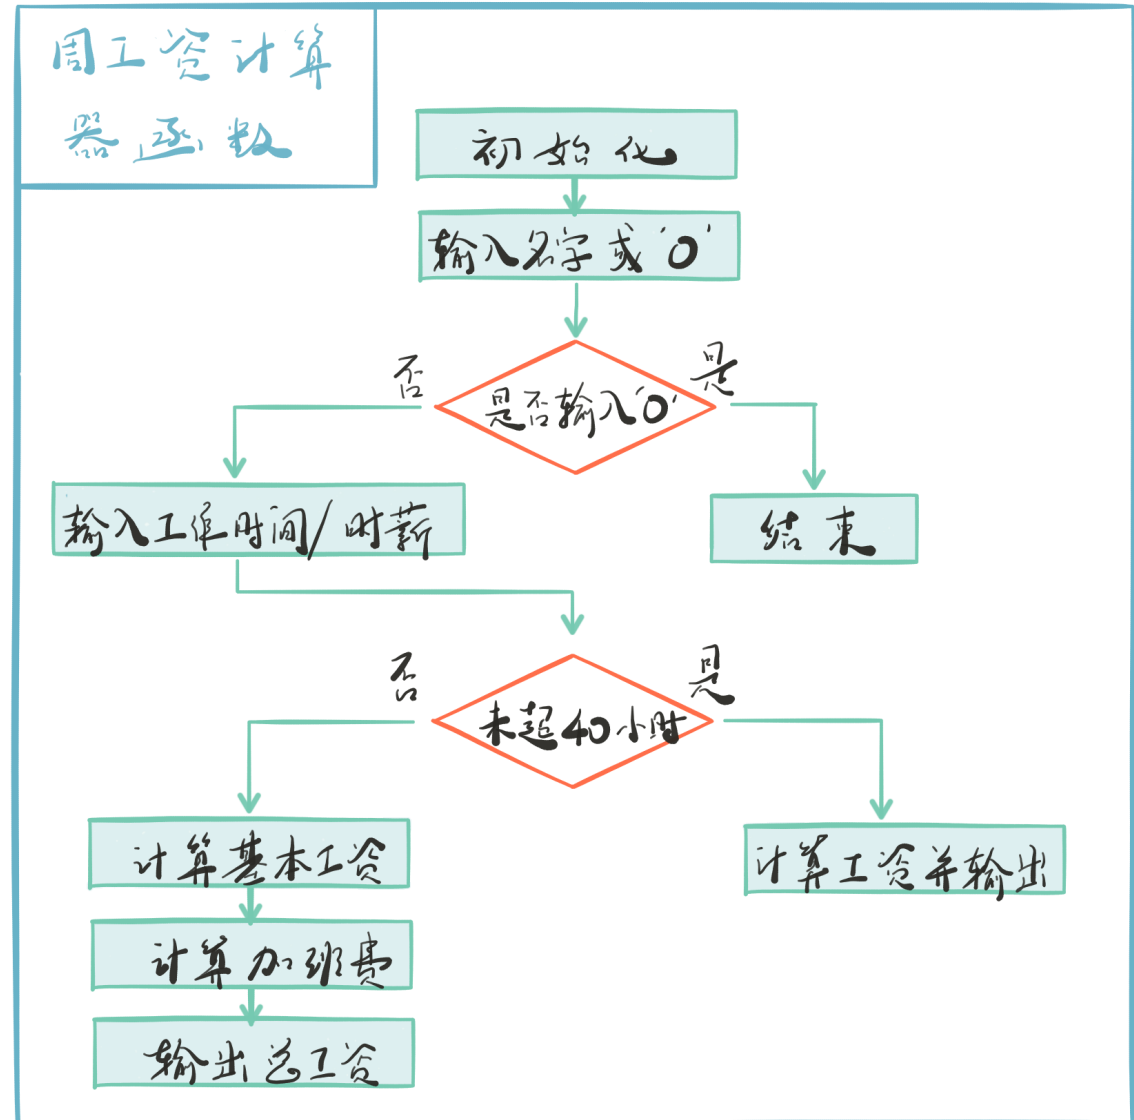 周工资计算
器函数
初始化
输入名字或'0'
否
是
是否输入'0'
输入工作时间/时薪
结束
否
是
未超40小时
计算基本工资
计算工资并输出
计算加班费
输出总工资